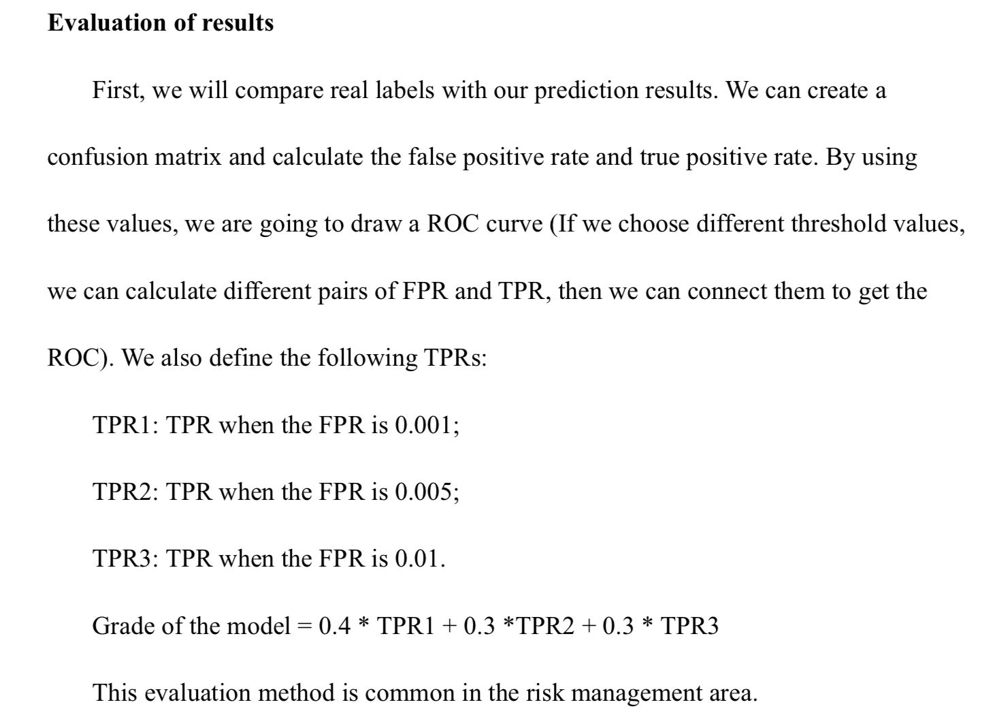 Evaluation of results
First, we will compare real labels with our prediction results. We can create a
confusion matrix and calculate the false positive rate and true positive rate. By using
these values, we are going to draw a ROC curve (If we choose different threshold values,
we can calculate different pairs of FPR and TPR, then we can connect them to get the
ROC). We also define the following TPRs:
TPR1: TPR when the FPR is 0.001;
TPR2: TPR when the FPR is 0.005;
TPR3: TPR when the FPR is 0.01.
Grade of the model = 0.4 * TPR1 + 0.3 *TPR2 + 0.3 * TPR3
This evaluation method is common in the risk management area.